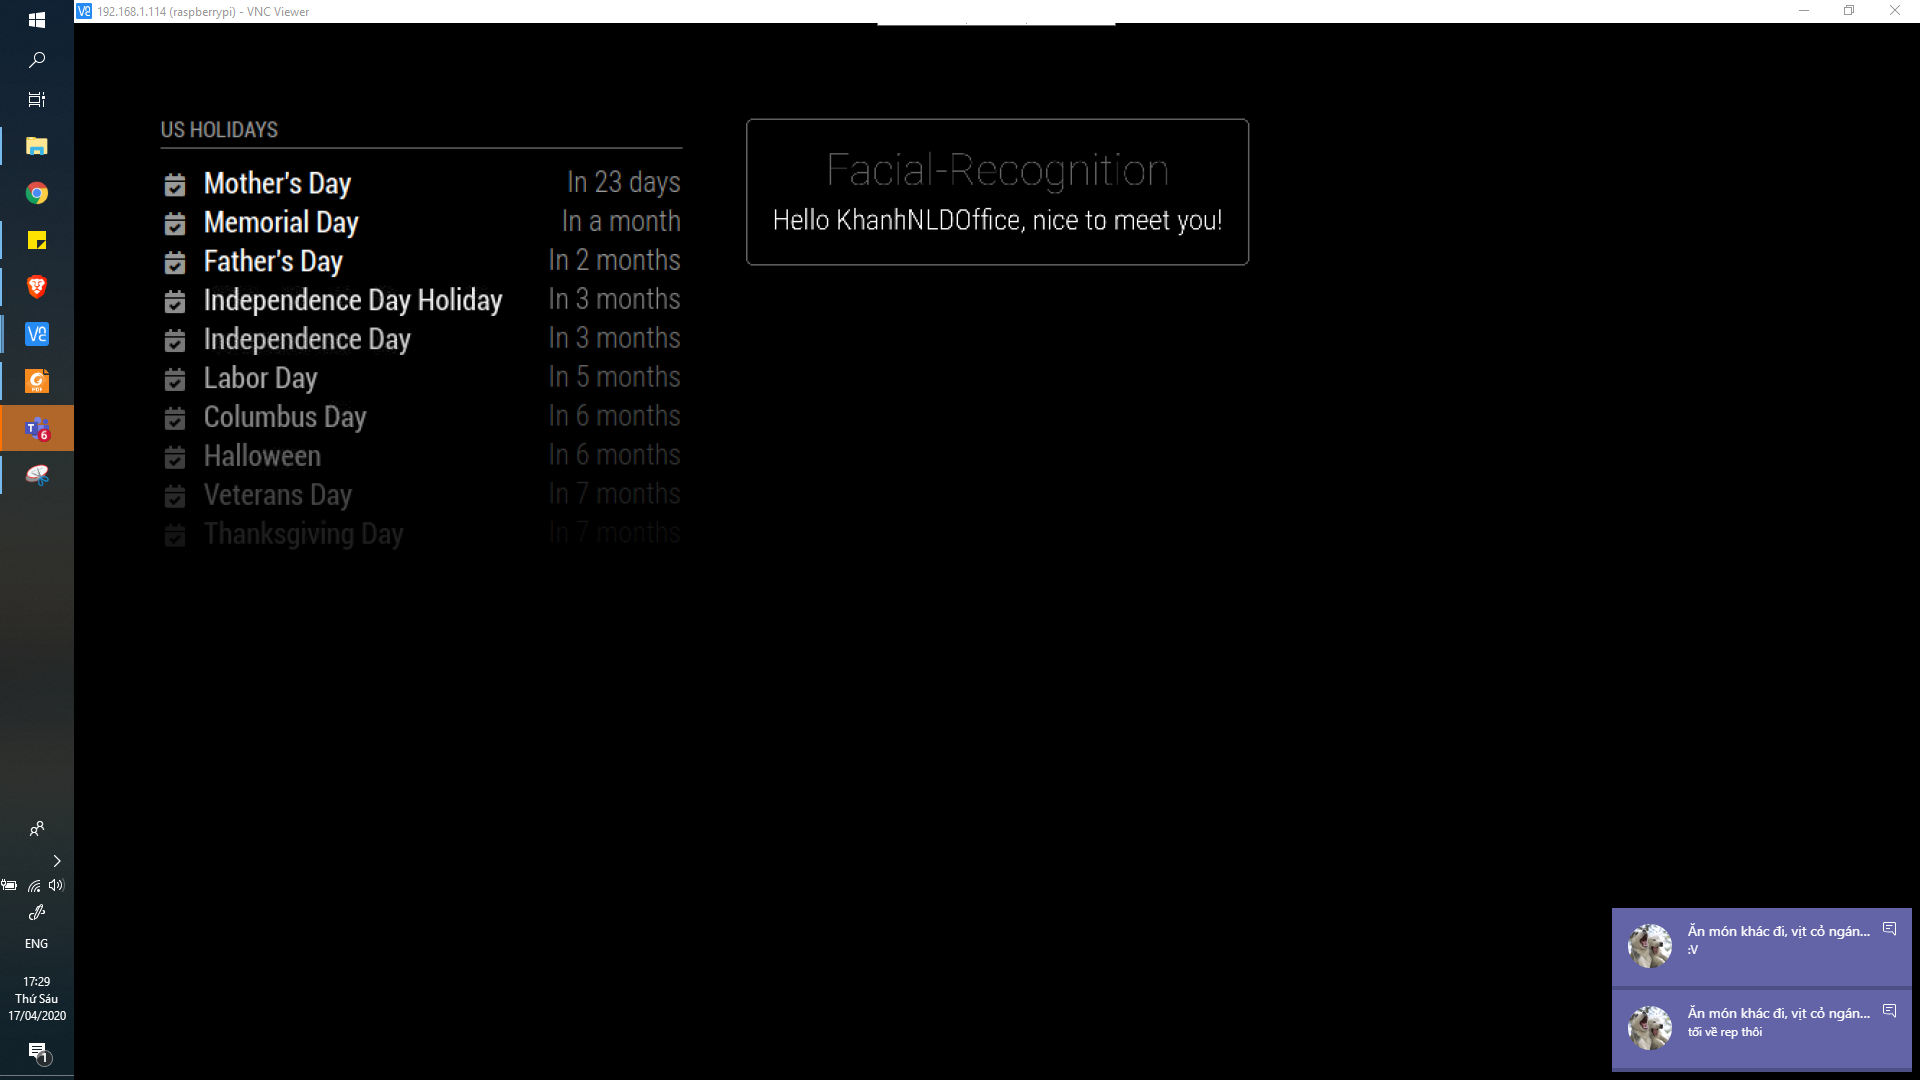 192.168.1.114 (raspberrypi) - VNC Viewer
US HOLIDAYS
Mother's Day In 23 days
Memorial Day In a month
Father's Day In 2 months
Independence Day Holiday In 3 months
Independence Day In 3 months
Labor Day In 5 months
Columbus Day In 6 months
Halloween In 6 months
Veterans Day In 7 months
Thanksgiving Day In 7 months
Facial-Recognition
Hello KhanhNLDOffice, nice to meet you!
6
ENG
17:29
Thứ Sáu
17/04/2020
1
Ăn món khác đi, vịt cỏ ngán...
:V
Ăn món khác đi, vịt cỏ ngán...
tối về rep thôi